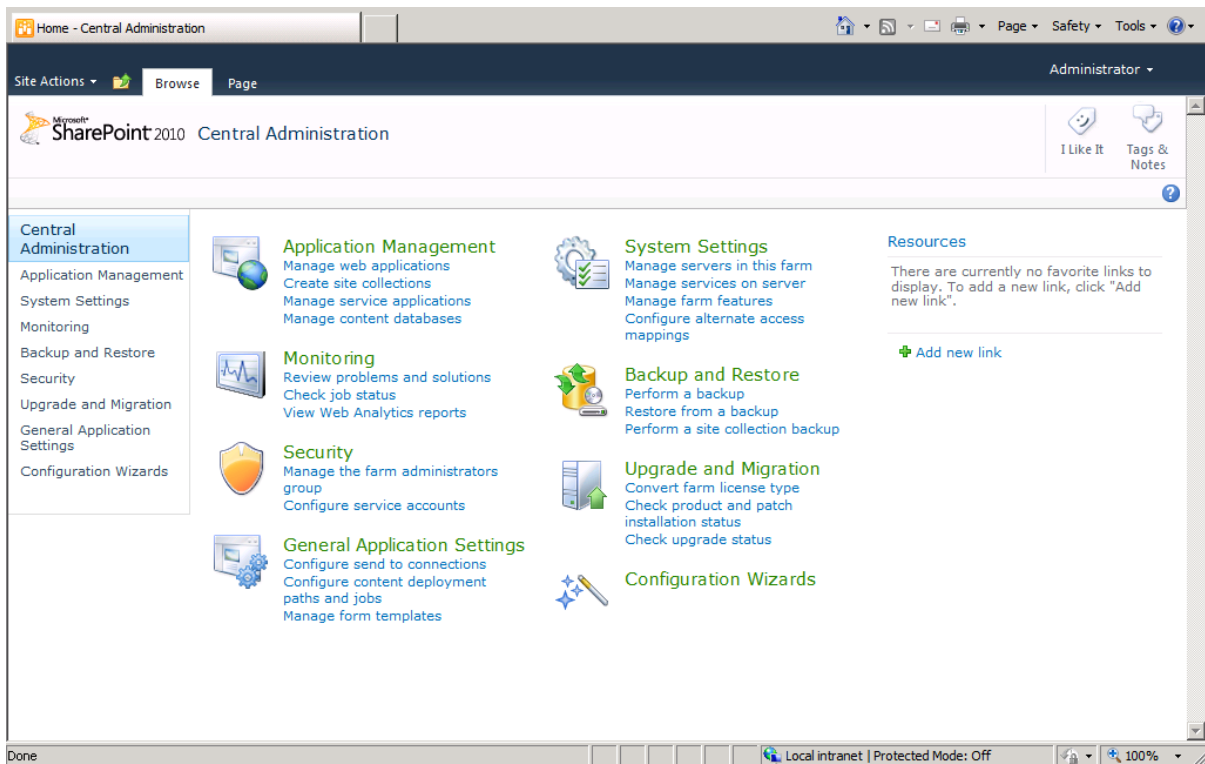 Home - Central Administration
Page
Safety
Tools
Site Actions
Browse
Page
Administrator
Microsoft
SharePoint 2010 Central Administration
I Like It
Tags &
Notes
Central
Administration
Application Management
System Settings
Monitoring
Backup and Restore
Security
Upgrade and Migration
General Application
Settings
Configuration Wizards
Application Management
Manage web applications
Create site collections
Manage service applications
Manage content databases
Monitoring
Review problems and solutions
Check job status
View Web Analytics reports
Security
Manage the farm administrators
group
Configure service accounts
General Application Settings
Configure send to connections
Configure content deployment
paths and jobs
Manage form templates
System Settings
Manage servers in this farm
Manage services on server
Manage farm features
Configure alternate access
mappings
Backup and Restore
Perform a backup
Restore from a backup
Perform a site collection backup
Upgrade and Migration
Convert farm license type
Check product and patch
installation status
Check upgrade status
Configuration Wizards
Resources
There are currently no favorite links to
display. To add a new link, click "Add
new link".
Add new link
Done
Local intranet | Protected Mode: Off
100%